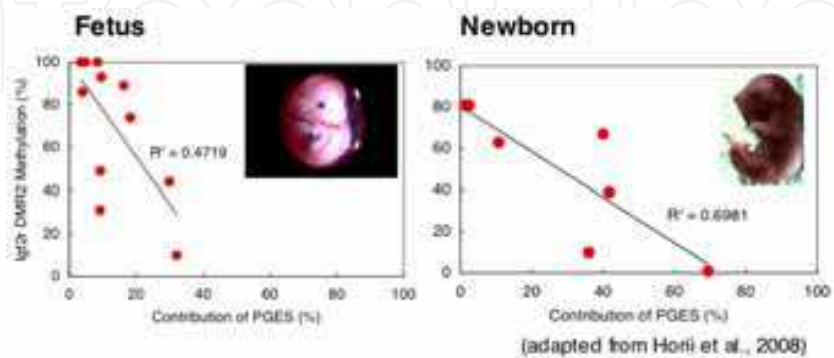 Fetus
Igf2r DMR2 Methylation (%)
100
80
60
40
20
0
R² = 0.4719
0 20 40 60 80 100
Contribution of PGES (%)
Newborn
100
80
60
40
20
0
R² = 0.6981
0 20 40 60 80 100
Contribution of PGES (%)
(adapted from Horii et al., 2008)